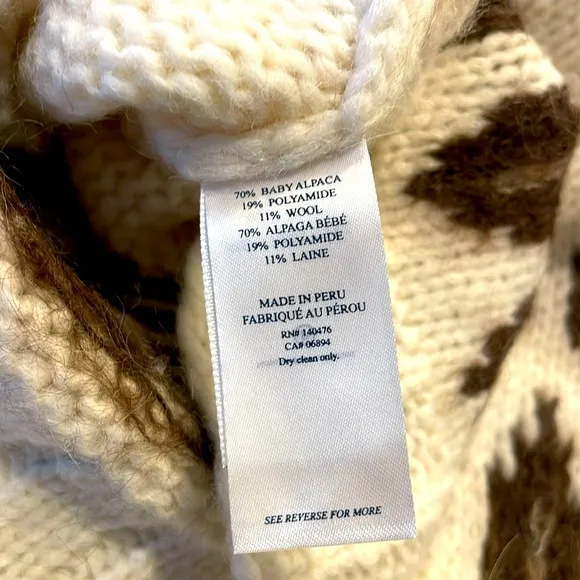 70% BABY ALPACA
19% POLYAMIDE
11% WOOL
70% ALPAGA BÉBÉ
19% POLYAMIDE
11% LAINE
MADE IN PERU
FABRIQUÉ AU PÉROU
RN# 140476
CA# 06894
Dry clean only.
SEE REVERSE FOR MORE